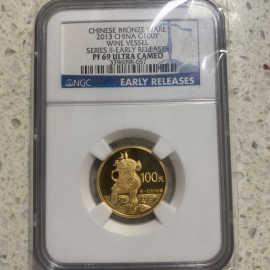 CHINESE BRONZE WARE
2013 CHINA G100Y
WINE VESSEL
SERIES II-EARLY RELEASES
PF 69 ULTRA CAMEO
NGC
EARLY RELEASES
100元